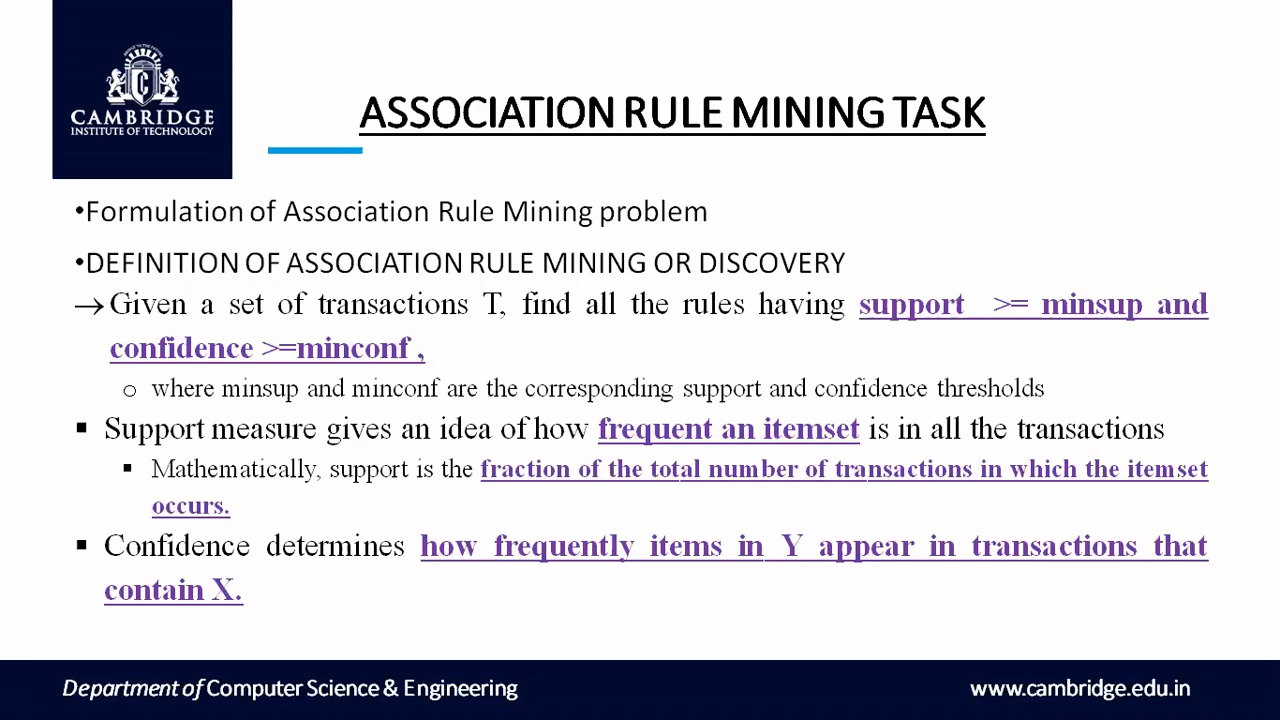 CAMBRIDGE
INSTITUTE OF TECHNOLOGY
ASSOCIATION RULE MINING TASK
•Formulation of Association Rule Mining problem
•DEFINITION OF ASSOCIATION RULE MINING OR DISCOVERY
→Given a set of transactions T, find all the rules having support >= minsup and
confidence >=minconf ,
o where minsup and minconf are the corresponding support and confidence thresholds
▪ Support measure gives an idea of how frequent an itemset is in all the transactions
▪ Mathematically, support is the fraction of the total number of transactions in which the itemset
occurs.
▪ Confidence determines how frequently items in Y appear in transactions that
contain X.
Department of Computer Science & Engineering
www.cambridge.edu.in